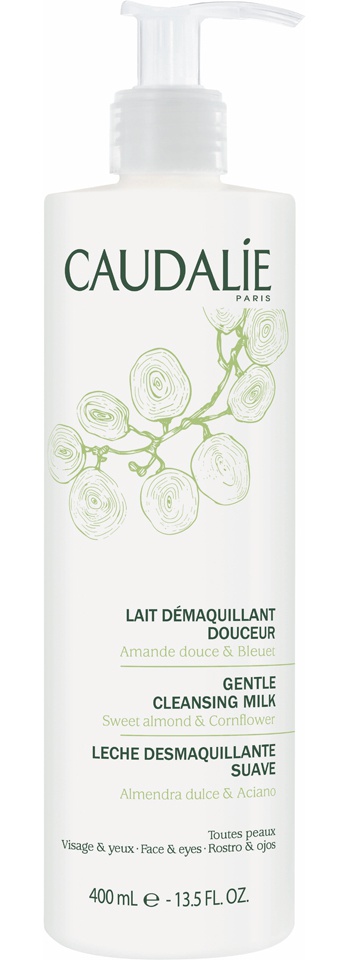 CAUDALÍE
PARIS
LAIT DÉMAQUILLANT
DOUCEUR
Amande douce & Bleuet
GENTLE
CLEANSING MILK
Sweet almond & Cornflower
LECHE DESMAQUILLANTE
SUAVE
Almendra dulce & Aciano
Toutes peaux
Visage & yeux · Face & eyes · Rostro & ojos
400 mL ℮ - 13.5 FL. OZ.